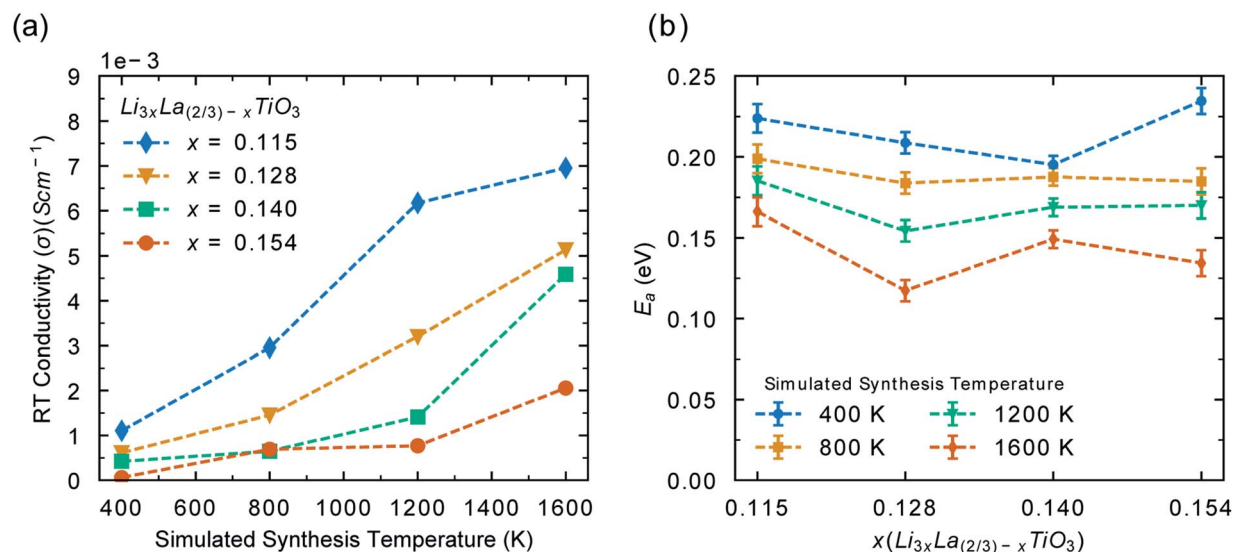 (a)
1e−3
RT Conductivity (σ)(Scm⁻¹)
9
8
7
6
5
4
3
2
1
0
Li₃ₓLa₍₂/₃₎ ₋ ₓTiO₃
x = 0.115
x = 0.128
x = 0.140
x = 0.154
400 600 800 1000 1200 1400 1600
Simulated Synthesis Temperature (K)
(b)
Eₐ (eV)
0.25
0.20
0.15
0.10
0.05
0.00
Simulated Synthesis Temperature
400 K 1200 K
800 K 1600 K
0.115 0.128 0.140 0.154
x(Li₃ₓLa₍₂/₃₎ ₋ ₓTiO₃)